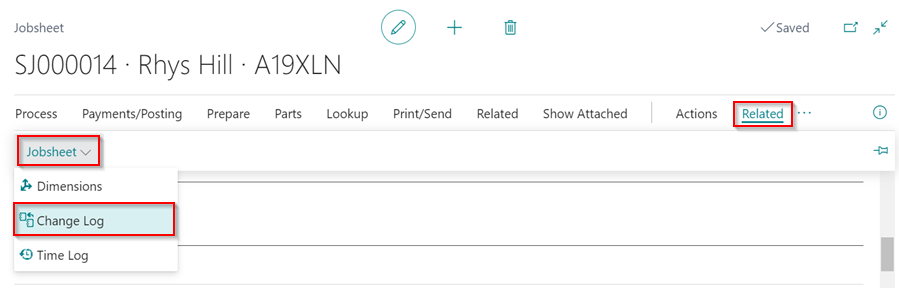 Jobsheet
Saved
SJ000014 · Rhys Hill · A19XLN
Process Payments/Posting Prepare Parts Lookup Print/Send Related Show Attached Actions Related ···
Jobsheet
Dimensions
Change Log
Time Log